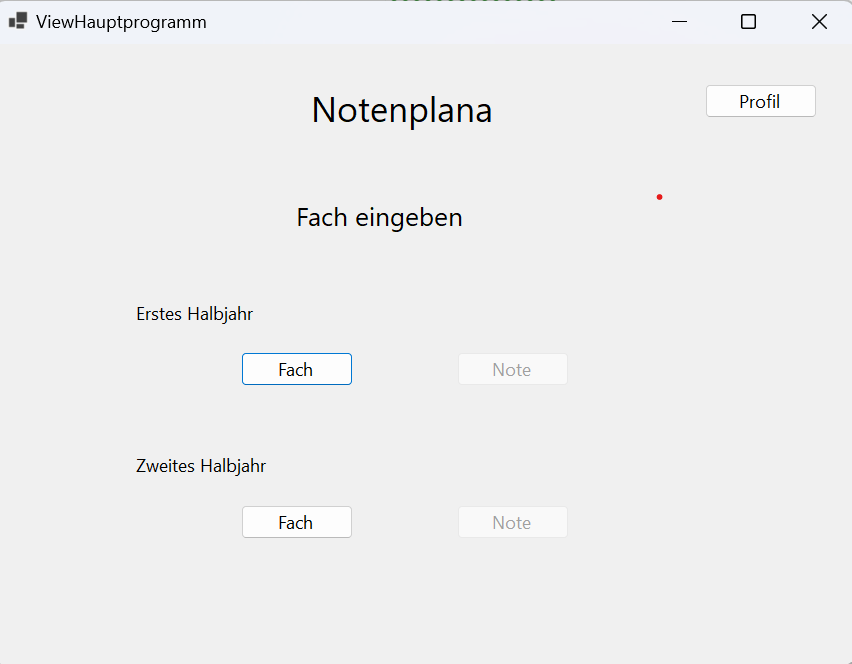 ViewHauptprogramm
Notenplana
Profil
Fach eingeben
Erstes Halbjahr
Fach Note
Zweites Halbjahr
Fach Note